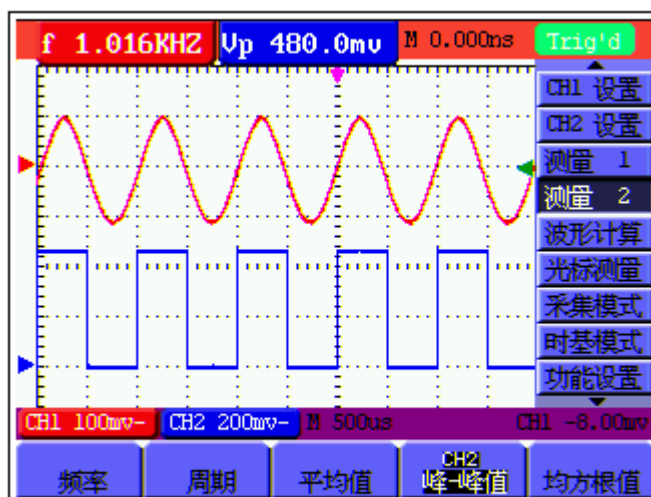 f 1.016KHZ Vp 480.0mv M 0.000ns Trig'd
CH1 设置
CH2 设置
测量 1
测量 2
波形计算
光标测量
采集模式
时基模式
功能设置
CH1 100mv~ CH2 200mv~ M 500us CH1 -8.00mv
频率 周期 平均值 CH2 峰-峰值 均方根值